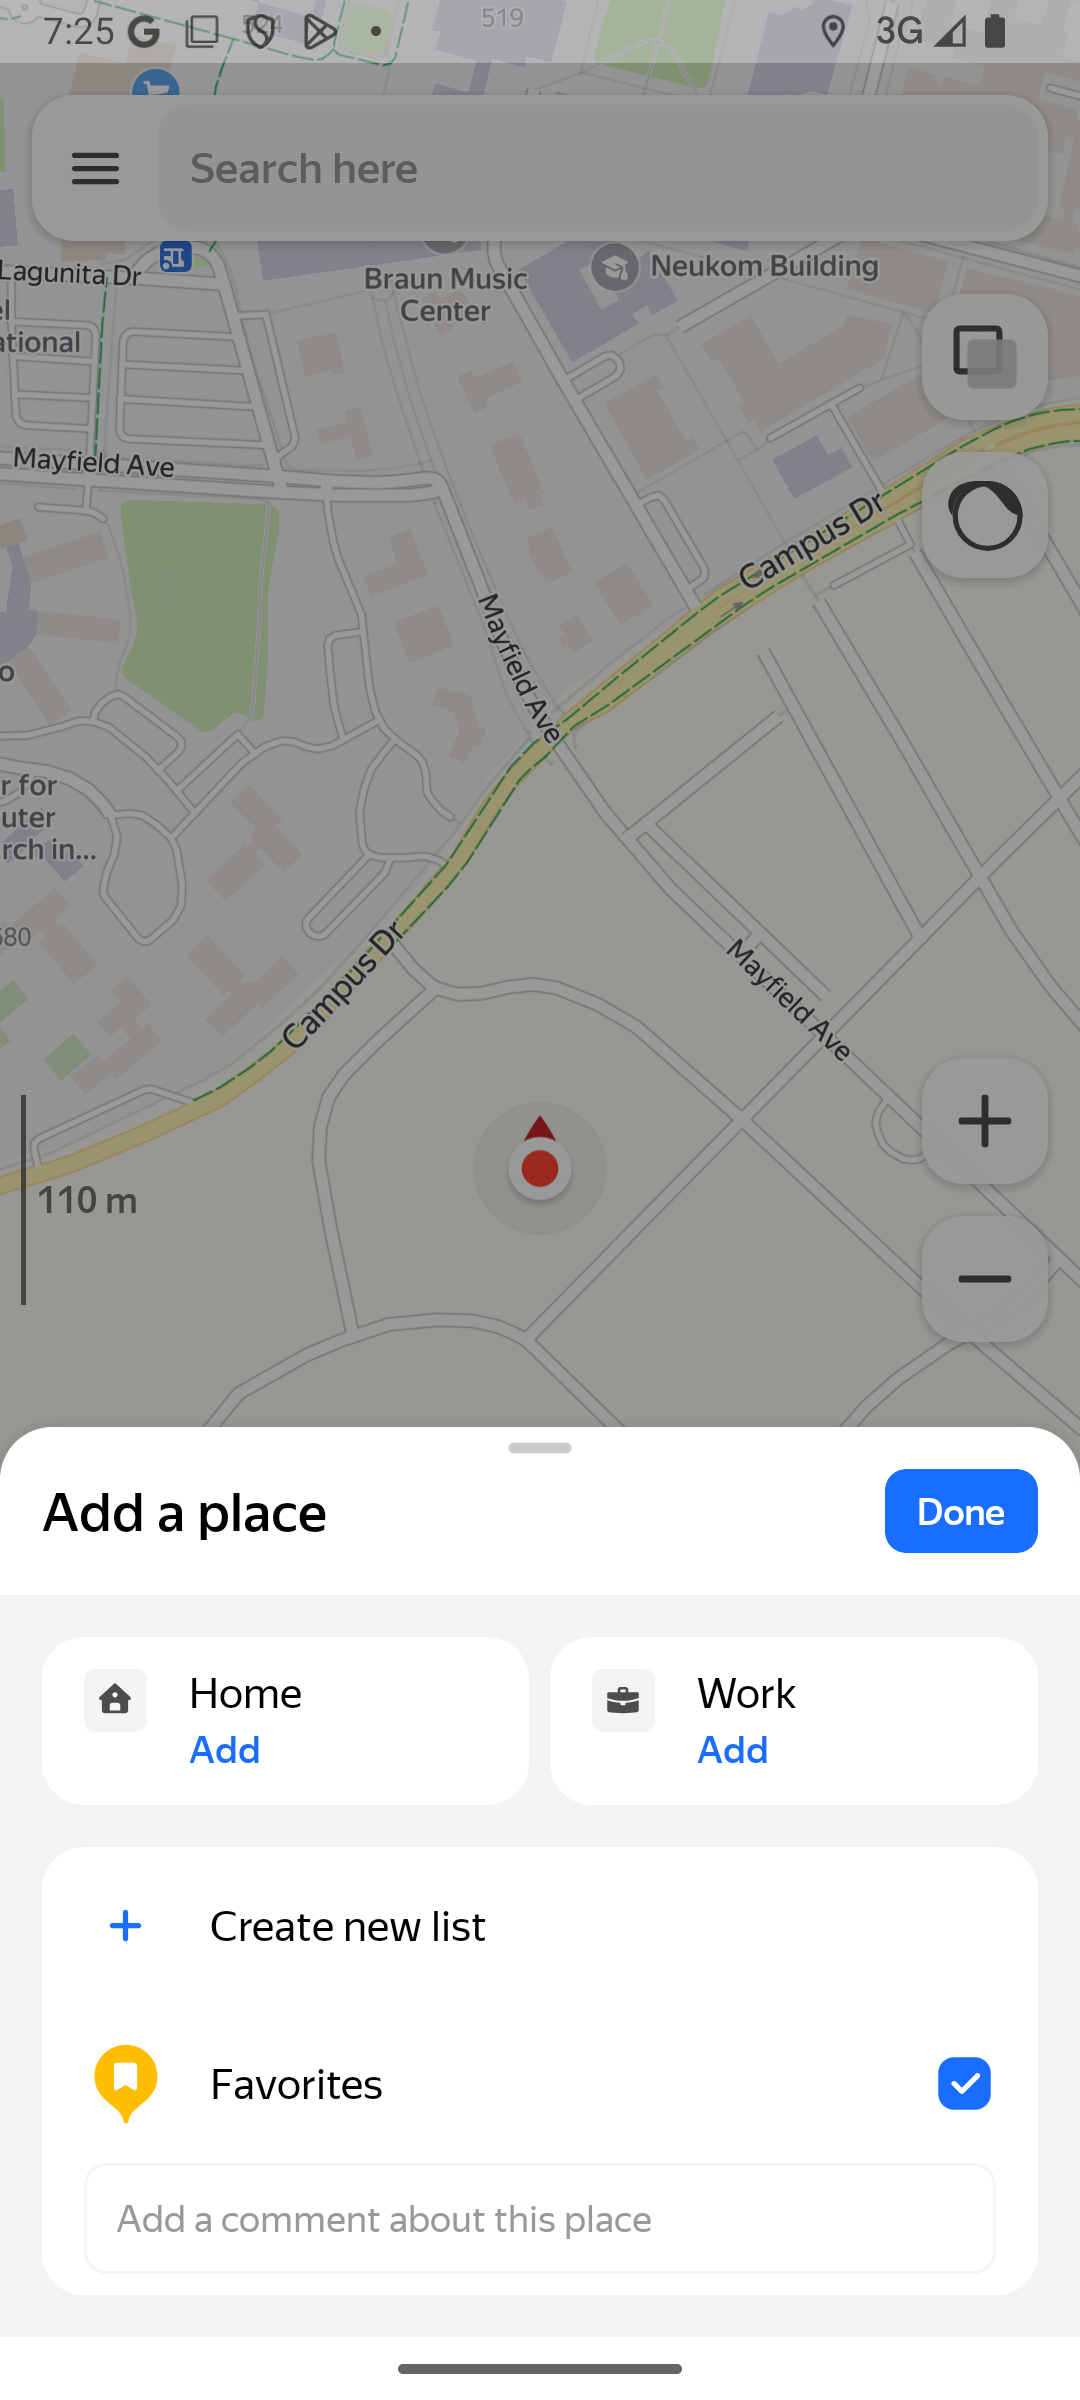 7:25
3G
519
Search here
Lagunita Dr
Braun Music
Center
Neukom Building
ational
Mayfield Ave
Campus Dr
Mayfield Ave
r for
uter
rch in...
Campus Dr
Mayfield Ave
110 m
Add a place
Done
Home
Add
Work
Add
Create new list
Favorites
Add a comment about this place